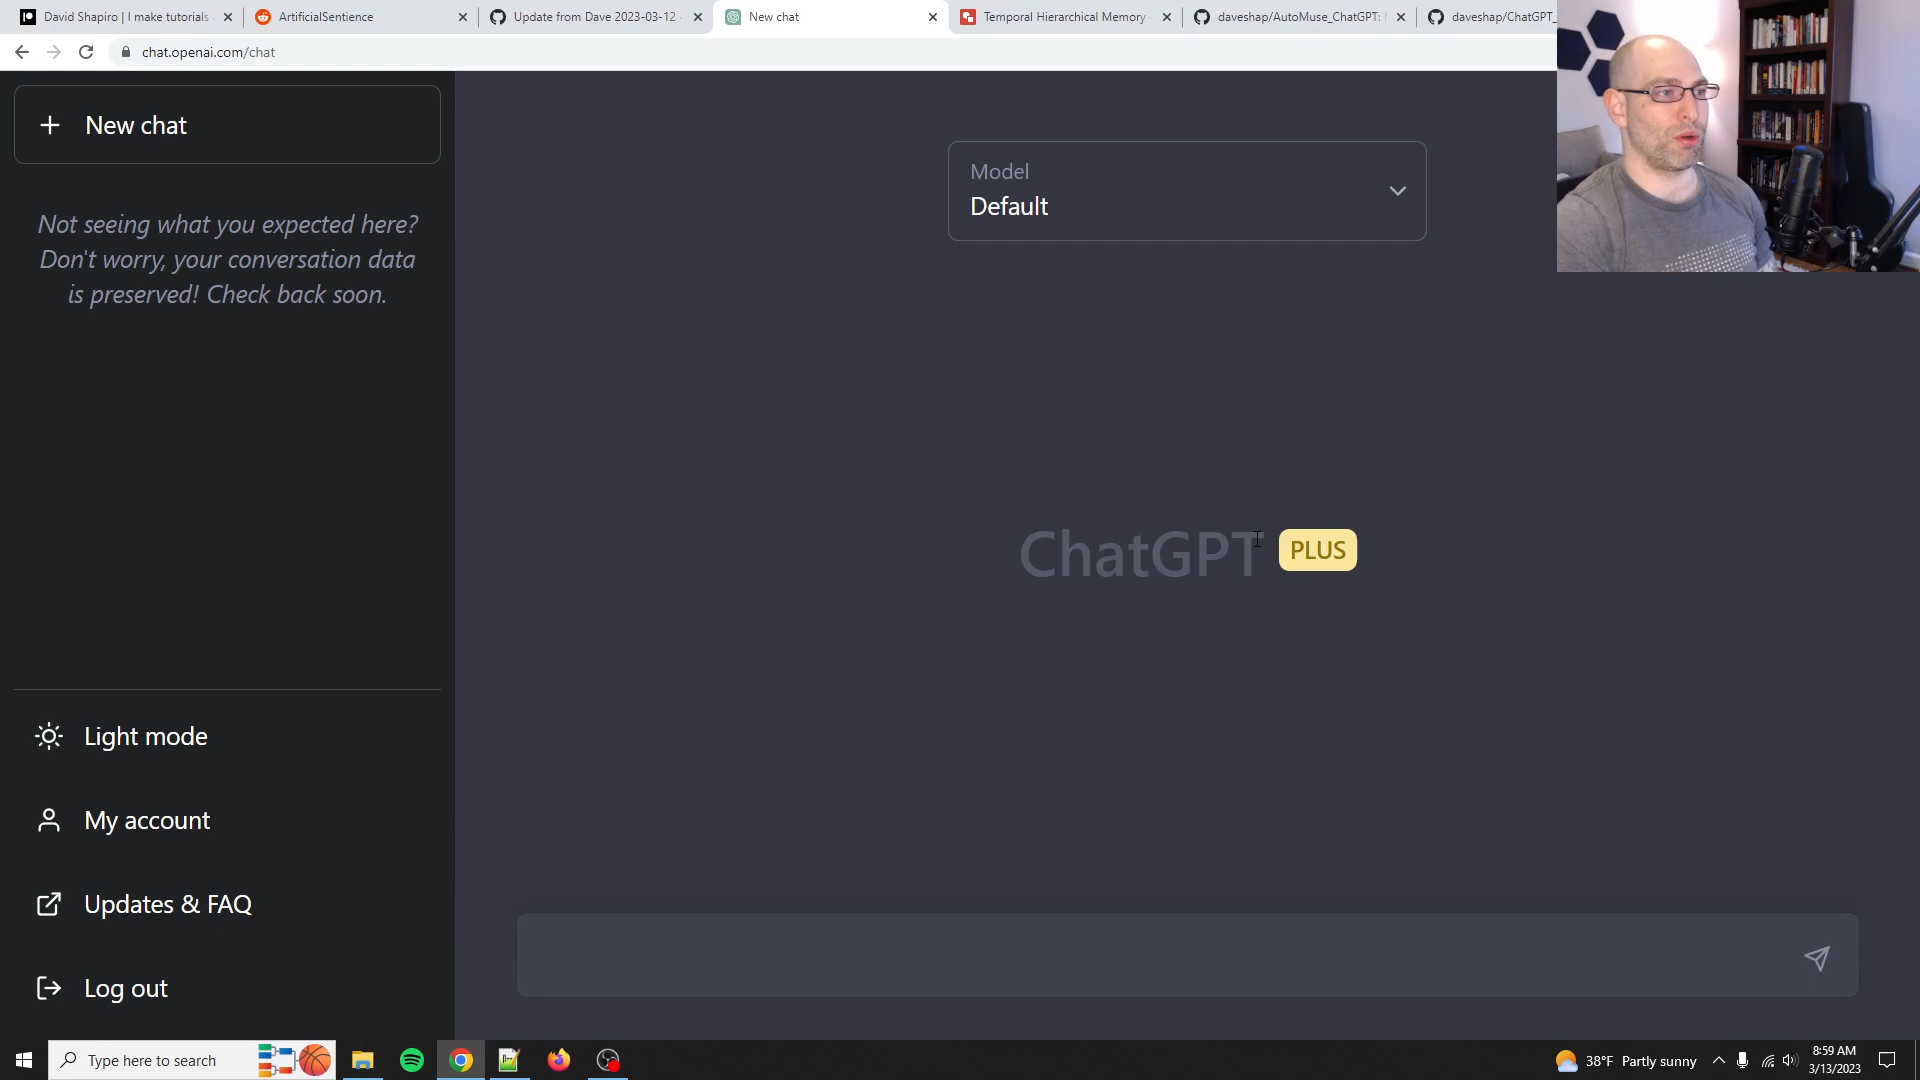 David Shapiro | I make tutorials
ArtificialSentience
Update from Dave 2023-03-12
New chat
Temporal Hierarchical Memory -
daveshap/AutoMuse_ChatGPT:
daveshap/ChatGPT_
chat.openai.com/chat
New chat
Not seeing what you expected here?
Don't worry, your conversation data
is preserved! Check back soon.
Model
Default
ChatGPT PLUS
Light mode
My account
Updates & FAQ
Log out
Type here to search
38°F Partly sunny
8:59 AM
3/13/2023